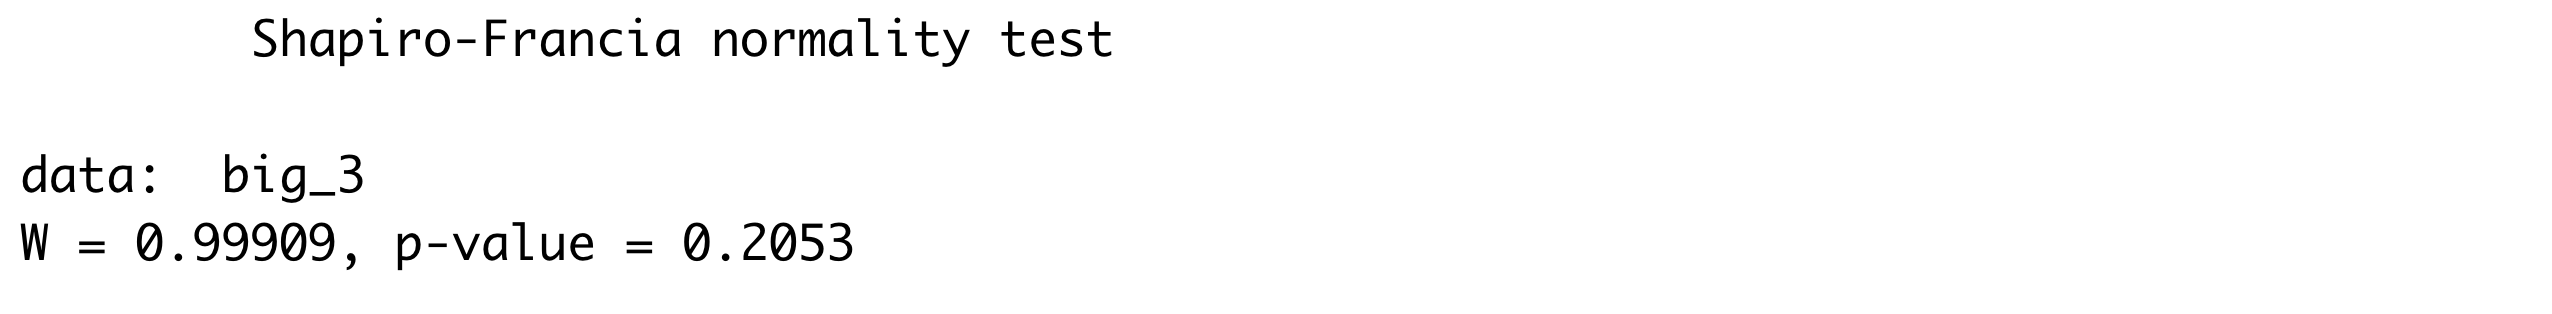 Shapiro-Francia normality test
data:  big_3
W = 0.99909, p-value = 0.2053